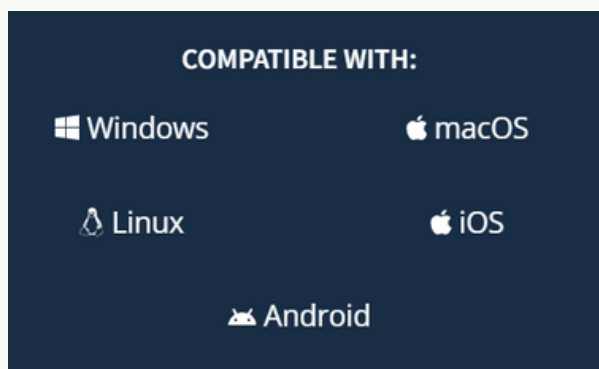 COMPATIBLE WITH:
Windows
macOS
Linux
iOS
Android